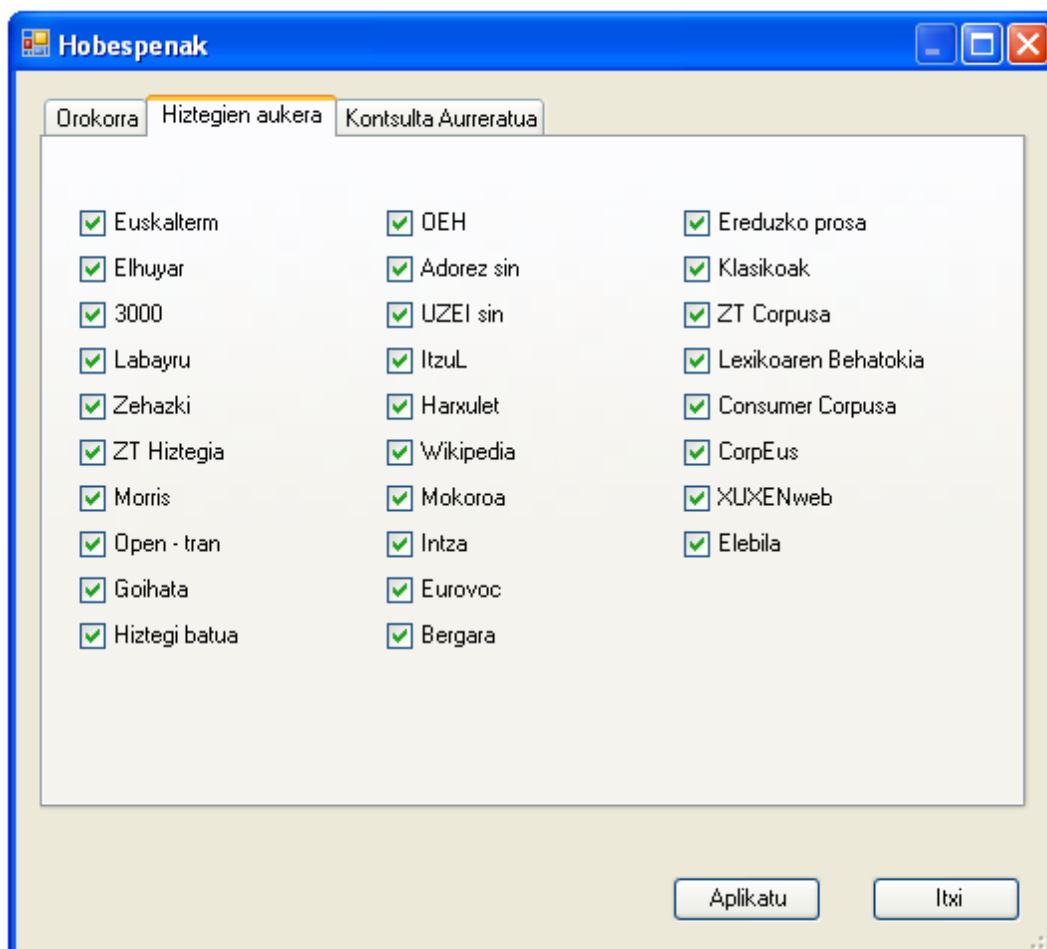 Hobespenak
Orokorra Hiztegien aukera Kontsulta Aurreratua
Euskalterm OEH Ereduzko prosa
Elhuyar Adorez sin Klasikoak
3000 UZEI sin ZT Corpusa
Labayru ItzuL Lexikoaren Behatokia
Zehazki Harxulet Consumer Corpusa
ZT Hiztegia Wikipedia CorpEus
Morris Mokoroa XUXENweb
Open - tran Intza Elebila
Goihata Eurovoc
Hiztegi batua Bergara
Aplikatu Itxi